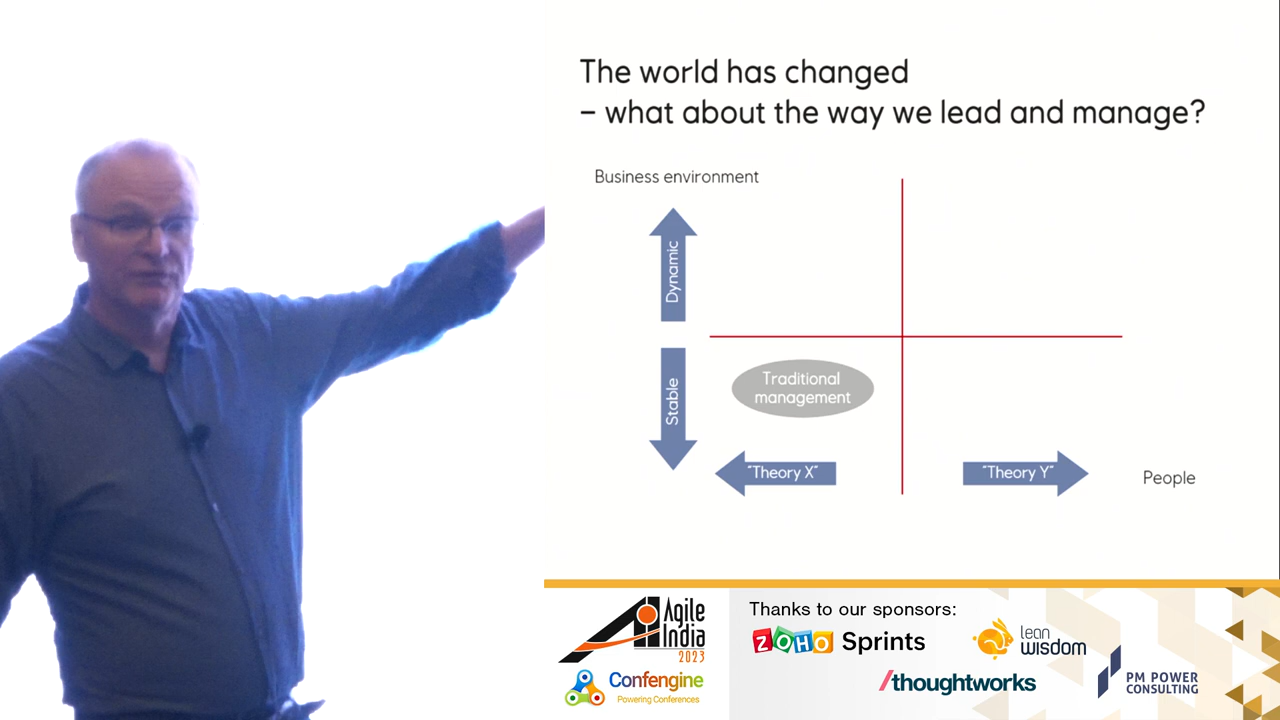 The world has changed
– what about the way we lead and manage?
Business environment
Dynamic
Stable
Traditional
management
"Theory X"
"Theory Y"
People
Agile
India
2023
Confengine
Powering Conferences
Thanks to our sponsors:
ZOHO Sprints
lean
wisdom
/thoughtworks
PM POWER
CONSULTING